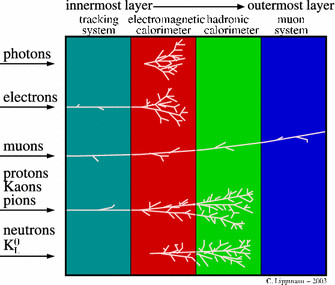 innermost layer
outermost layer
tracking system
electromagnetic calorimeter
hadronic calorimeter
muon system
photons
electrons
muons
protons
Kaons
pions
neutrons
K⁰_L
C. Lippmann – 2003